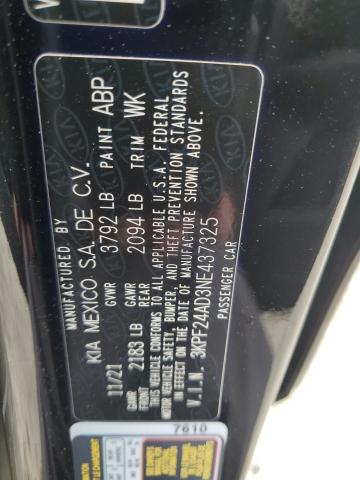 MANUFACTURED BY
KIA MEXICO S.A. DE C.V.
11/21 GVWR 3792 LB PAINT ABP
GAWR FRONT 2183 LB GAWR REAR 2094 LB TRIM WK
THIS VEHICLE CONFORMS TO ALL APPLICABLE U.S.A. FEDERAL
MOTOR VEHICLE SAFETY, BUMPER, AND THEFT PREVENTION STANDARDS
IN EFFECT ON THE DATE OF MANUFACTURE SHOWN ABOVE.
V.I.N. 3KPF24AD3NE437325
PASSENGER CAR
7610